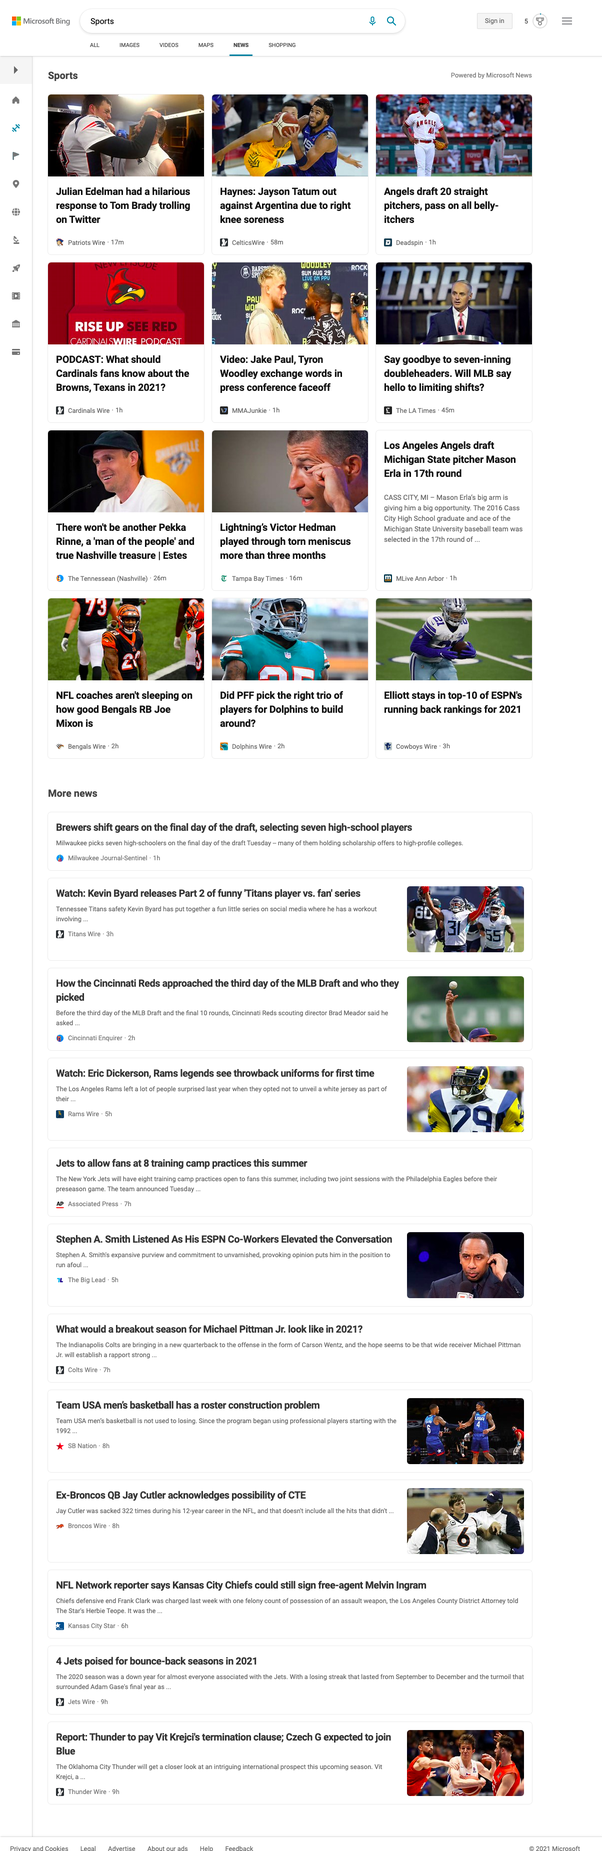 Microsoft Bing
Sports
Sign in
5
ALL IMAGES VIDEOS MAPS NEWS SHOPPING
Sports
Powered by Microsoft News
Julian Edelman had a hilarious
response to Tom Brady trolling
on Twitter
Patriots Wire · 17m
Haynes: Jayson Tatum out
against Argentina due to right
knee soreness
CelticsWire · 58m
ANGELS
Angels draft 20 straight
pitchers, pass on all belly-
itchers
Deadspin · 1h
RISE UP SEE RED
CARDINALSWIRE PODCAST
PODCAST: What should
Cardinals fans know about the
Browns, Texans in 2021?
Cardinals Wire · 1h
SUN AUG 29
Video: Jake Paul, Tyron
Woodley exchange words in
press conference faceoff
MMAJunkie · 1h
DRAFT
Say goodbye to seven-inning
doubleheaders. Will MLB say
hello to limiting shifts?
The LA Times · 45m
There won't be another Pekka
Rinne, a 'man of the people' and
true Nashville treasure | Estes
The Tennessean (Nashville) · 26m
Lightning's Victor Hedman
played through torn meniscus
more than three months
Tampa Bay Times · 16m
Los Angeles Angels draft
Michigan State pitcher Mason
Erla in 17th round
CASS CITY, MI – Mason Erla's big arm is
giving him a big opportunity. The 2016 Cass
City High School graduate and ace of the
Michigan State University baseball team was
selected in the 17th round of ...
MLive Ann Arbor · 1h
73
NFL coaches aren't sleeping on
how good Bengals RB Joe
Mixon is
Bengals Wire · 2h
Did PFF pick the right trio of
players for Dolphins to build
around?
Dolphins Wire · 2h
21
Elliott stays in top-10 of ESPN's
running back rankings for 2021
Cowboys Wire · 3h
More news
Brewers shift gears on the final day of the draft, selecting seven high-school players
Milwaukee picks seven high-schoolers on the final day of the draft Tuesday – many of them holding scholarship offers to high-profile colleges.
Milwaukee Journal-Sentinel · 1h
Watch: Kevin Byard releases Part 2 of funny 'Titans player vs. fan' series
Tennessee Titans safety Kevin Byard has put together a fun little series on social media where he has a workout
involving ...
Titans Wire · 3h
60 31 55
How the Cincinnati Reds approached the third day of the MLB Draft and who they
picked
Before the third day of the MLB Draft and the final 10 rounds, Cincinnati Reds scouting director Brad Meador said he
asked ...
Cincinnati Enquirer · 2h
Watch: Eric Dickerson, Rams legends see throwback uniforms for first time
The Los Angeles Rams left a lot of people surprised last year when they opted not to unveil a white jersey as part of
their ...
Rams Wire · 5h
29
Jets to allow fans at 8 training camp practices this summer
The New York Jets will have eight training camp practices open to fans this summer, including two joint sessions with the Philadelphia Eagles before their
preseason game. The team announced Tuesday ...
AP Associated Press · 7h
Stephen A. Smith Listened As His ESPN Co-Workers Elevated the Conversation
Stephen A. Smith's expansive purview and commitment to unvarnished, provoking opinion puts him in the position to
run afoul ...
The Big Lead · 5h
What would a breakout season for Michael Pittman Jr. look like in 2021?
The Indianapolis Colts are bringing in a new quarterback to the offense in the form of Carson Wentz, and the hope seems to be that wide receiver Michael Pittman
Jr. will establish a rapport strong ...
Colts Wire · 7h
Team USA men's basketball has a roster construction problem
Team USA men's basketball is not used to losing. Since the program began using professional players starting with the
1992 ...
SB Nation · 8h
Ex-Broncos QB Jay Cutler acknowledges possibility of CTE
Jay Cutler was sacked 322 times during his 12-year career in the NFL, and that doesn't include all the hits that didn't ...
Broncos Wire · 8h
6
NFL Network reporter says Kansas City Chiefs could still sign free-agent Melvin Ingram
Chiefs defensive end Frank Clark was charged last week with one felony count of possession of an assault weapon, the Los Angeles County District Attorney told
The Star's Herbie Teope. It was the ...
Kansas City Star · 6h
4 Jets poised for bounce-back seasons in 2021
The 2020 season was a down year for almost everyone associated with the Jets. With a losing streak that lasted from September to December and the turmoil that
surrounded Adam Gase's final year as ...
Jets Wire · 9h
Report: Thunder to pay Vit Krejci's termination clause; Czech G expected to join
Blue
The Oklahoma City Thunder will get a closer look at an intriguing international prospect this upcoming season. Vit
Krejci, a ...
Thunder Wire · 9h
Privacy and Cookies Legal Advertise About our ads Help Feedback © 2021 Microsoft